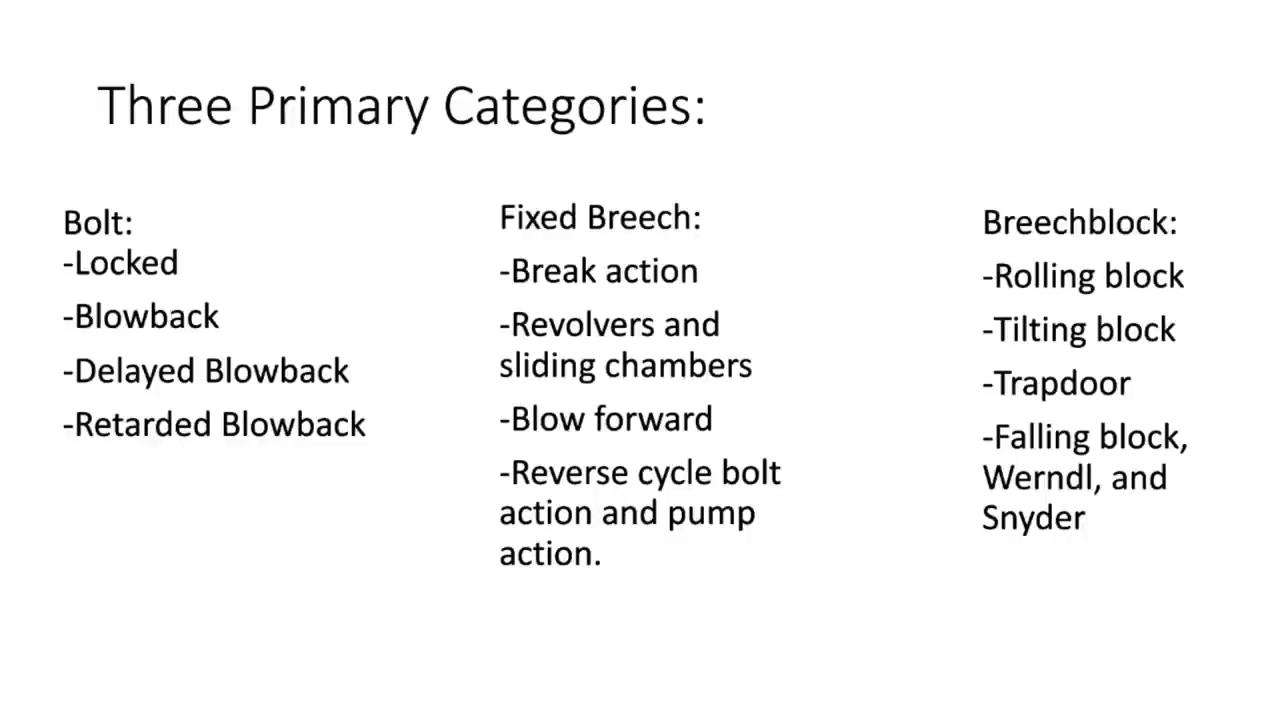 Three Primary Categories:
Bolt:
-Locked
-Blowback
-Delayed Blowback
-Retarded Blowback
Fixed Breech:
-Break action
-Revolvers and
sliding chambers
-Blow forward
-Reverse cycle bolt
action and pump
action.
Breechblock:
-Rolling block
-Tilting block
-Trapdoor
-Falling block,
Werndl, and
Snyder